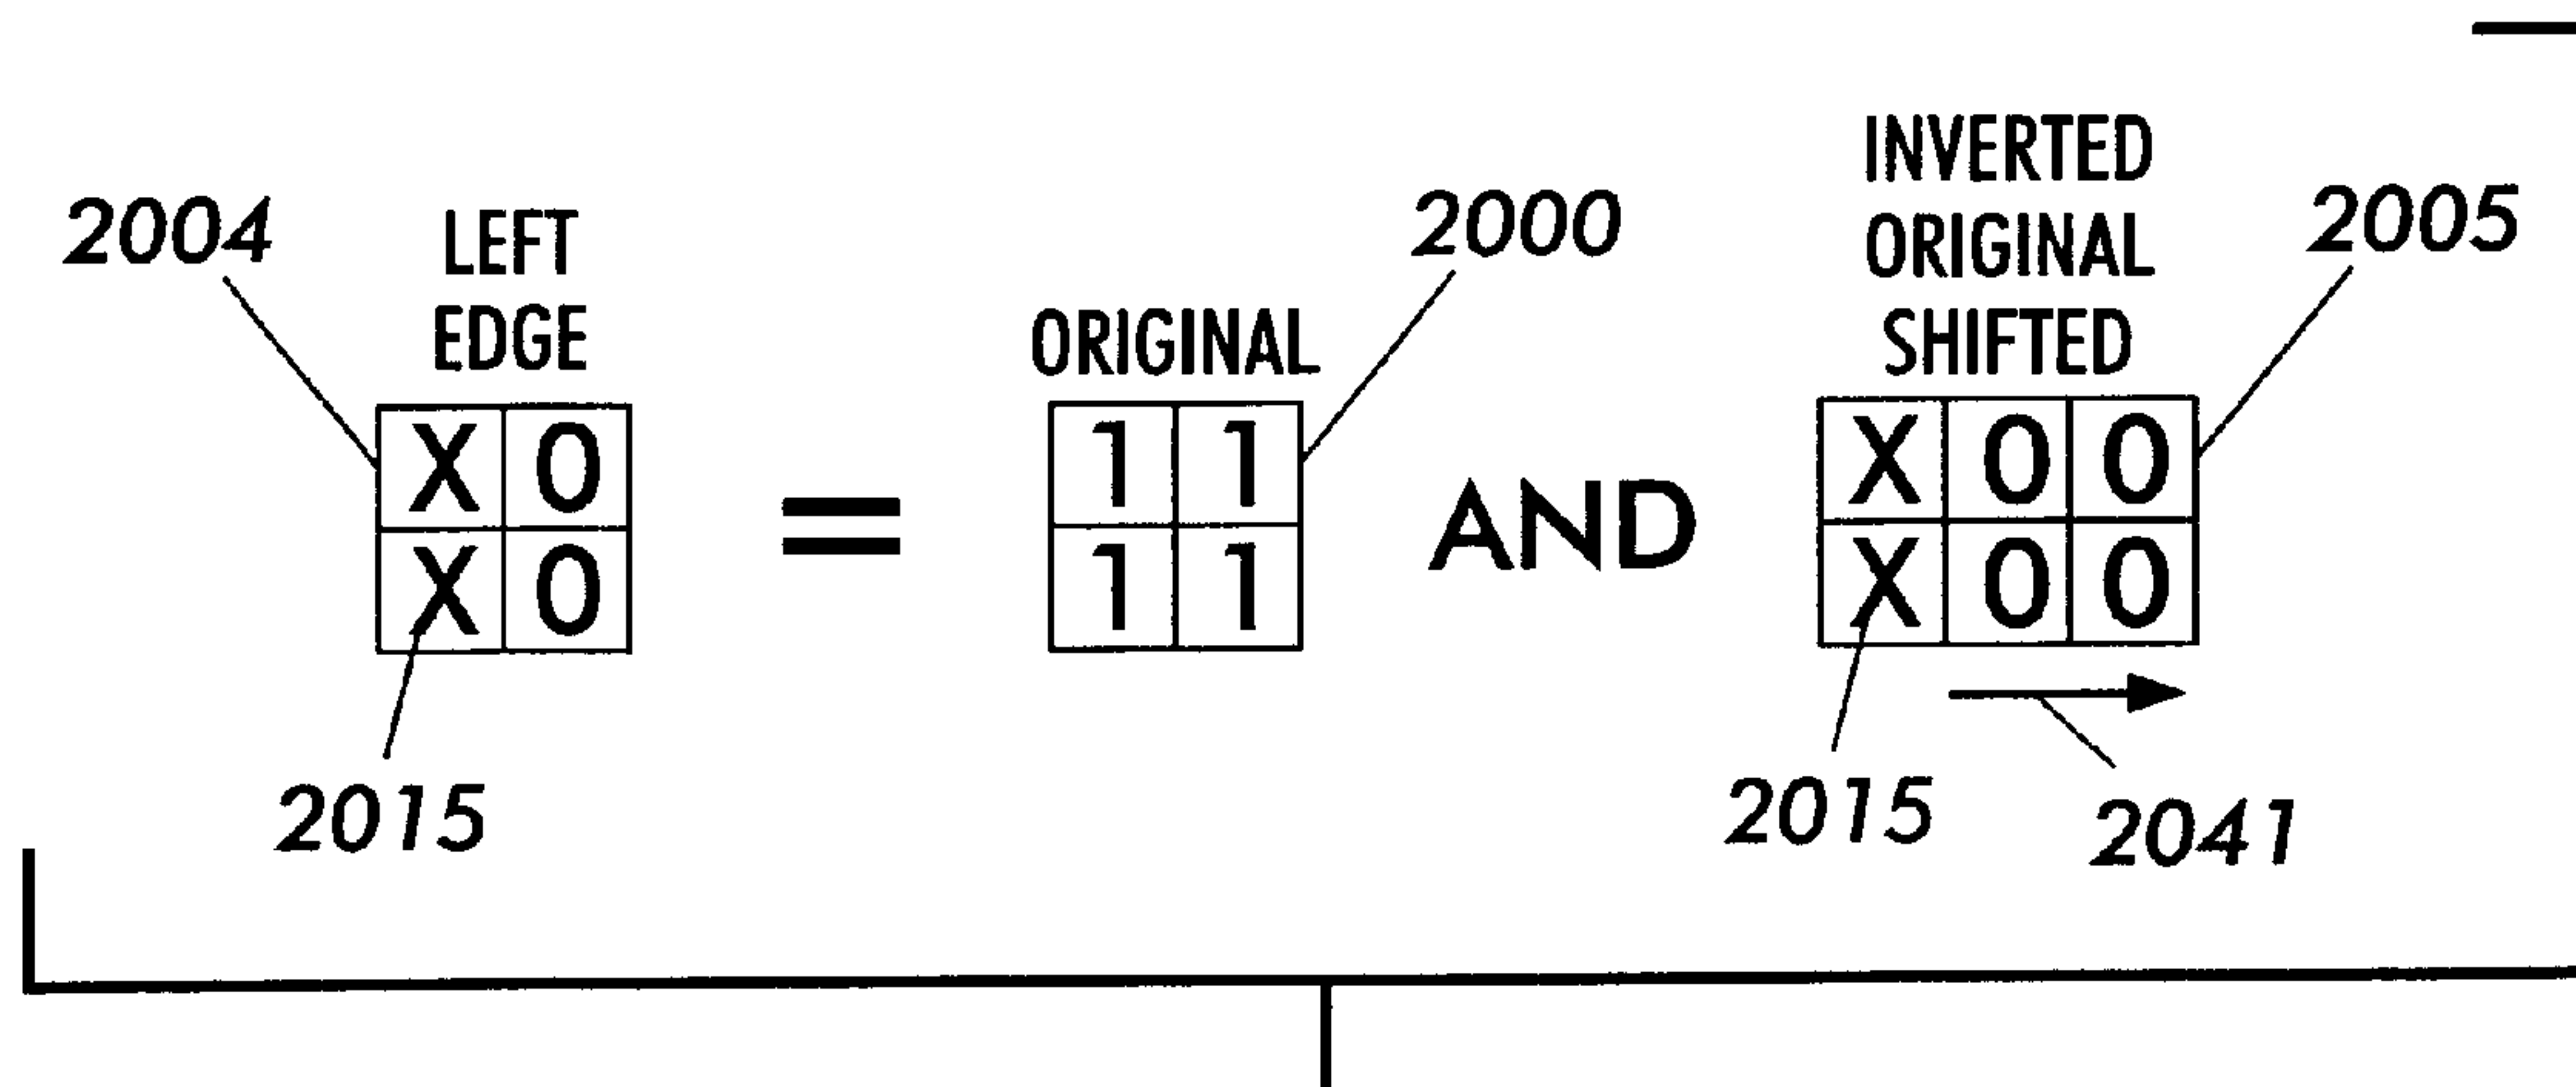 2004
LEFT
EDGE
X 0
X 0
2015
=
ORIGINAL
2000
1 1
1 1
AND
INVERTED
ORIGINAL
SHIFTED
2005
X 0 0
X 0 0
2015
2041